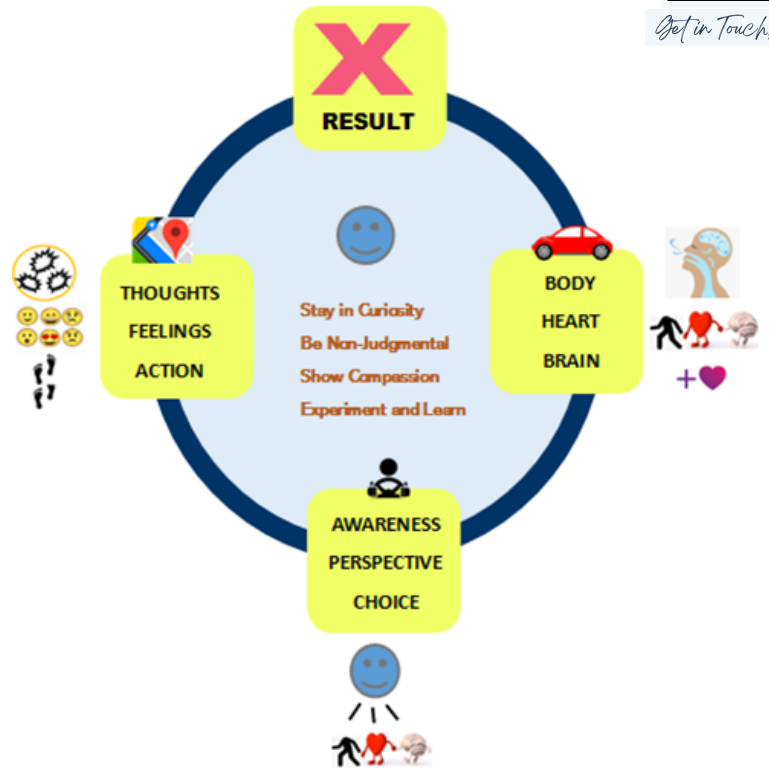 Get in Touch
X
RESULT
THOUGHTS
FEELINGS
ACTION
Stay in Curiosity
Be Non-Judgmental
Show Compassion
Experiment and Learn
BODY
HEART
BRAIN
AWARENESS
PERSPECTIVE
CHOICE